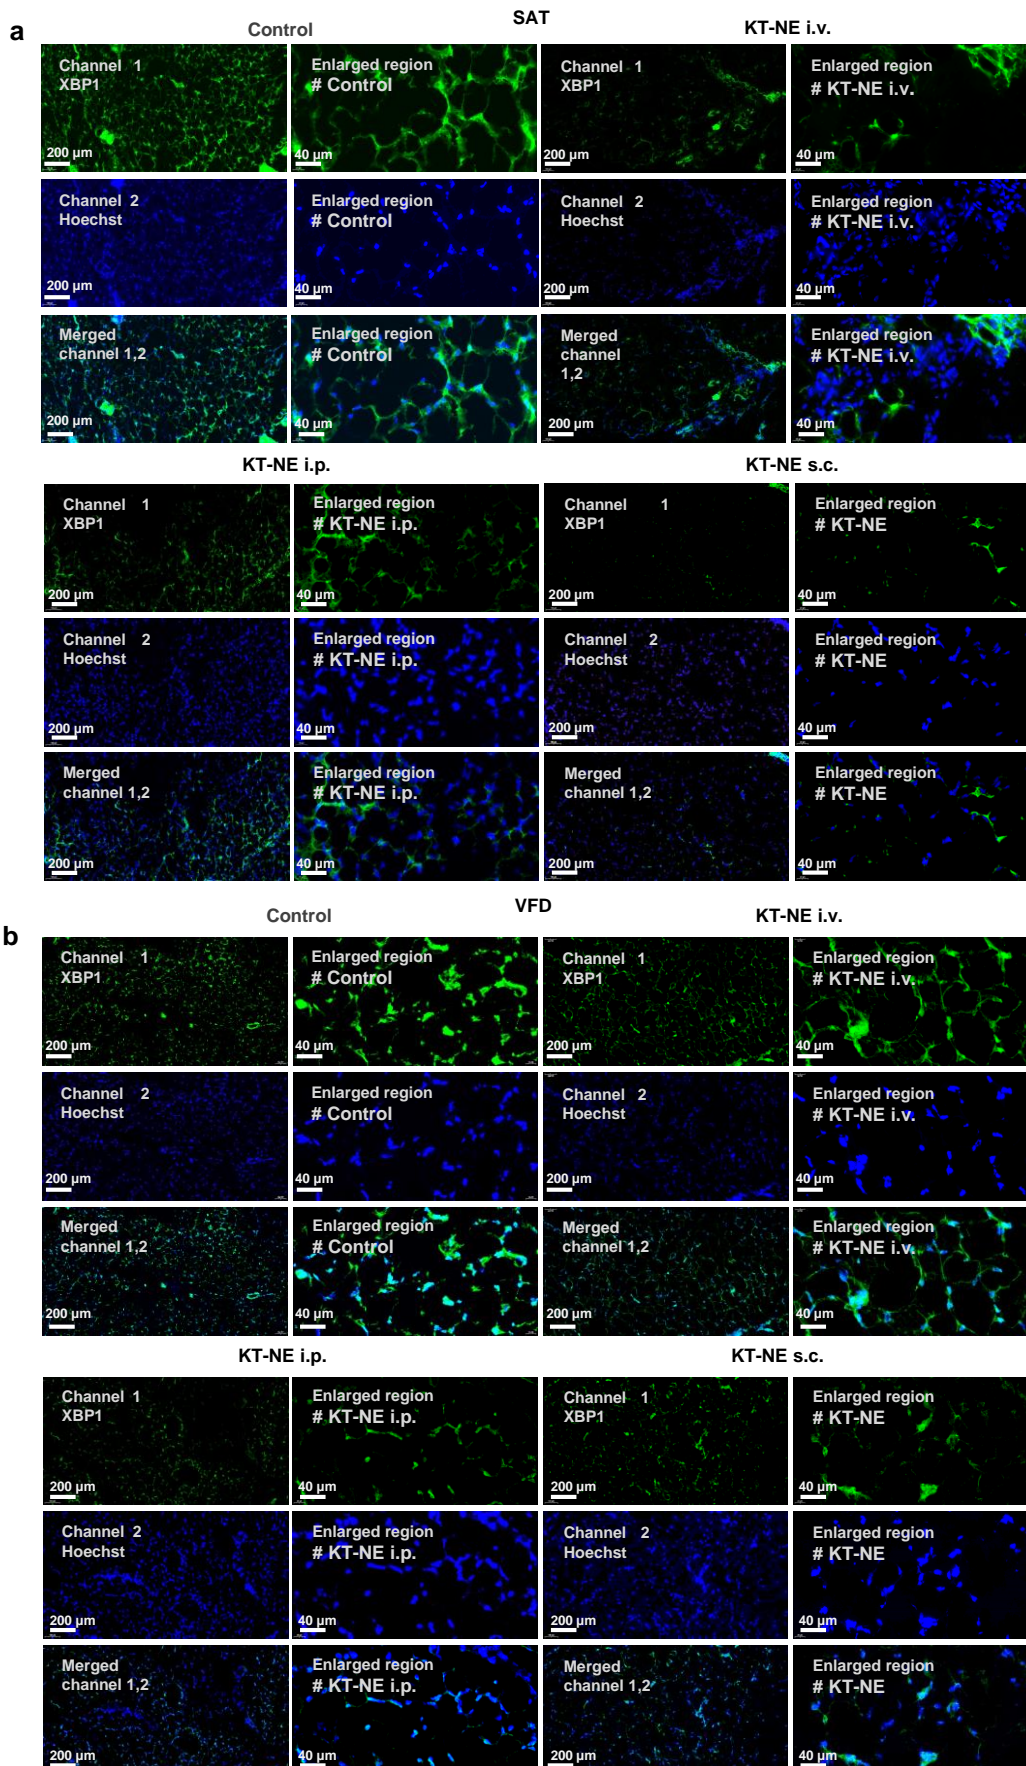 a
SAT
Control
KT-NE i.v.
Channel 1
XBP1
200 µm
Enlarged region
# Control
40 µm
Channel 1
XBP1
200 µm
Enlarged region
# KT-NE i.v.
40 µm
Channel 2
Hoechst
200 µm
Enlarged region
# Control
40 µm
Channel 2
Hoechst
200 µm
Enlarged region
# KT-NE i.v.
40 µm
Merged
channel 1,2
200 µm
Enlarged region
# Control
40 µm
Merged
channel
1,2
200 µm
Enlarged region
# KT-NE i.v.
40 µm
KT-NE i.p.
KT-NE s.c.
Channel 1
XBP1
200 µm
Enlarged region
# KT-NE i.p.
40 µm
Channel 1
XBP1
200 µm
Enlarged region
# KT-NE
40 µm
Channel 2
Hoechst
200 µm
Enlarged region
# KT-NE i.p.
40 µm
Channel 2
Hoechst
200 µm
Enlarged region
# KT-NE
40 µm
Merged
channel 1,2
200 µm
Enlarged region
# KT-NE i.p.
40 µm
Merged
channel 1,2
200 µm
Enlarged region
# KT-NE
40 µm
b
VFD
Control
KT-NE i.v.
Channel 1
XBP1
200 µm
Enlarged region
# Control
40 µm
Channel 1
XBP1
200 µm
Enlarged region
# KT-NE i.v.
40 µm
Channel 2
Hoechst
200 µm
Enlarged region
# Control
40 µm
Channel 2
Hoechst
200 µm
Enlarged region
# KT-NE i.v.
40 µm
Merged
channel 1,2
200 µm
Enlarged region
# Control
40 µm
Merged
channel 1,2
200 µm
Enlarged region
# KT-NE i.v.
40 µm
KT-NE i.p.
KT-NE s.c.
Channel 1
XBP1
200 µm
Enlarged region
# KT-NE i.p.
40 µm
Channel 1
XBP1
200 µm
Enlarged region
# KT-NE
40 µm
Channel 2
Hoechst
200 µm
Enlarged region
# KT-NE i.p.
40 µm
Channel 2
Hoechst
200 µm
Enlarged region
# KT-NE
40 µm
Merged
channel 1,2
200 µm
Enlarged region
# KT-NE i.p.
40 µm
Merged
channel 1,2
200 µm
Enlarged region
# KT-NE
40 µm